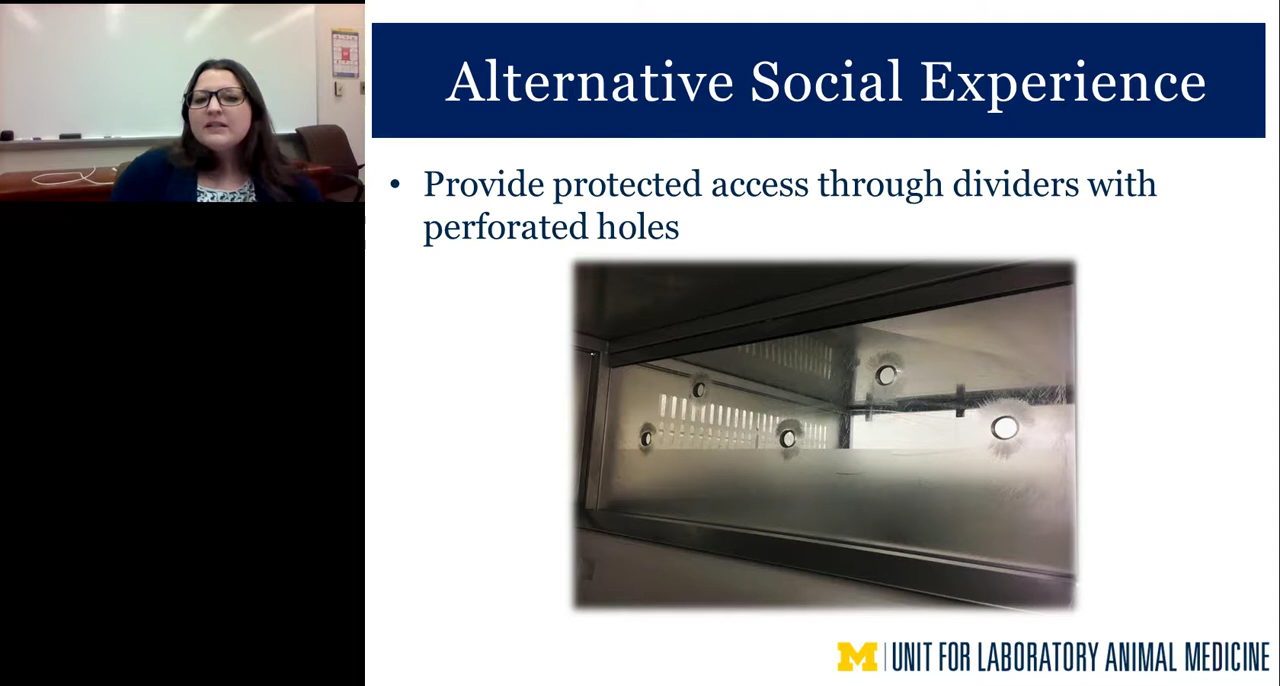 Alternative Social Experience
• Provide protected access through dividers with
perforated holes
M | UNIT FOR LABORATORY ANIMAL MEDICINE